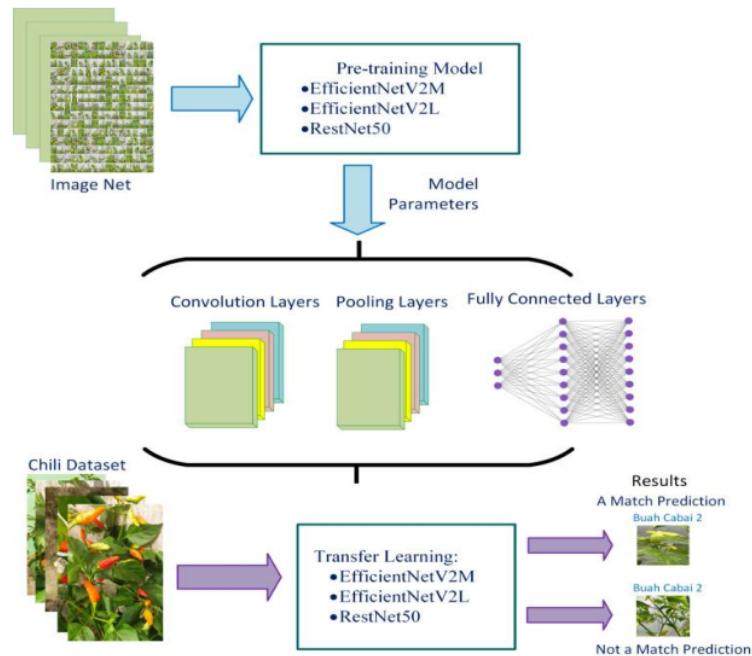 Pre-training Model
•EfficientNetV2M
•EfficientNetV2L
•RestNet50
Image Net
Model
Parameters
Convolution Layers
Pooling Layers
Fully Connected Layers
Chili Dataset
Transfer Learning:
•EfficientNetV2M
•EfficientNetV2L
•RestNet50
Results
A Match Prediction
Buah Cabai 2
Buah Cabai 2
Not a Match Prediction